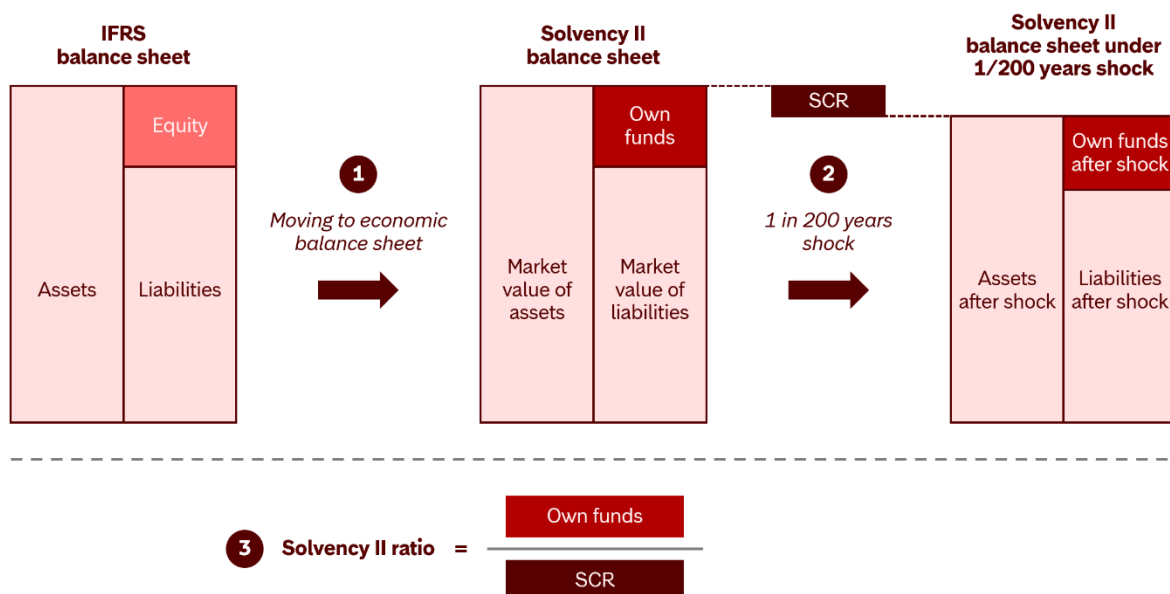 IFRS
balance sheet
Equity
Assets
Liabilities
1
Moving to economic
balance sheet
Solvency II
balance sheet
Own
funds
Market
value of
assets
Market
value of
liabilities
SCR
2
1 in 200 years
shock
Solvency II
balance sheet under
1/200 years shock
Own funds
after shock
Assets
after shock
Liabilities
after shock
3
Solvency II ratio =
Own funds
SCR